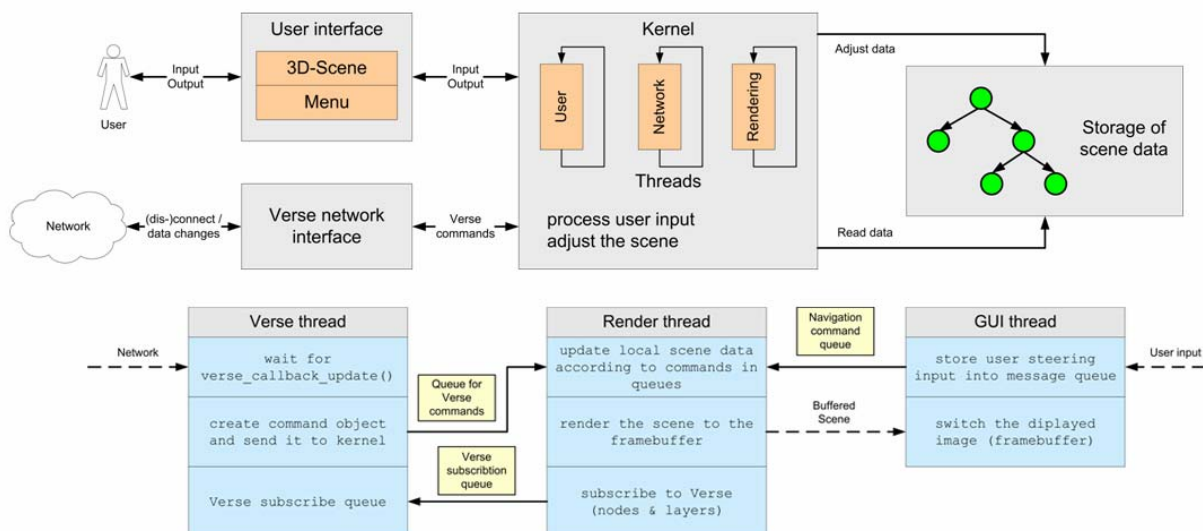 User interface
3D-Scene
Menu
Input
Output
User
Input
Output
Kernel
User
Network
Rendering
Threads
process user input
adjust the scene
Adjust data
Storage of
scene data
Read data
Network
(dis-)connect /
data changes
Verse network
interface
Verse
commands
Verse thread
Network
wait for
verse_callback_update()
create command object
and send it to kernel
Verse subscribe queue
Queue for
Verse
commands
Verse
subscribtion
queue
Render thread
update local scene data
according to commands in
queues
render the scene to the
framebuffer
subscribe to Verse
(nodes & layers)
Navigation
command
queue
Buffered
Scene
GUI thread
store user steering
input into message queue
switch the diplayed
image (framebuffer)
User input